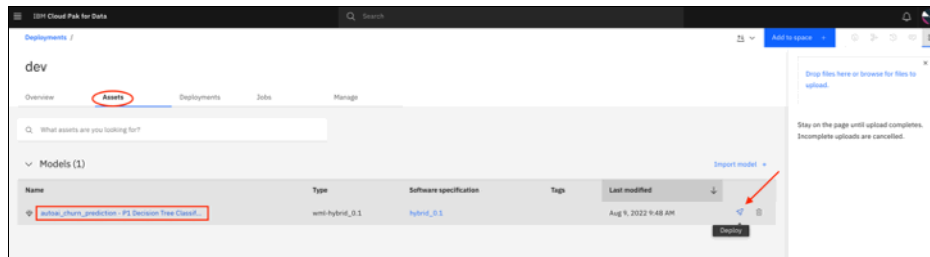 IBM Cloud Pak for Data
Search
Deployments /
Add to space +
dev
Overview Assets Deployments Jobs Manage
Drop files here or browse for files to
upload.
What assets are you looking for?
Stay on the page until upload completes.
Incomplete uploads are cancelled.
Models (1)
Import model +
Name Type Software specification Tags Last modified
autoai_churn_prediction - P1 Decision Tree Classif... wml-hybrid_0.1 hybrid_0.1 Aug 9, 2022 9:48 AM
Deploy